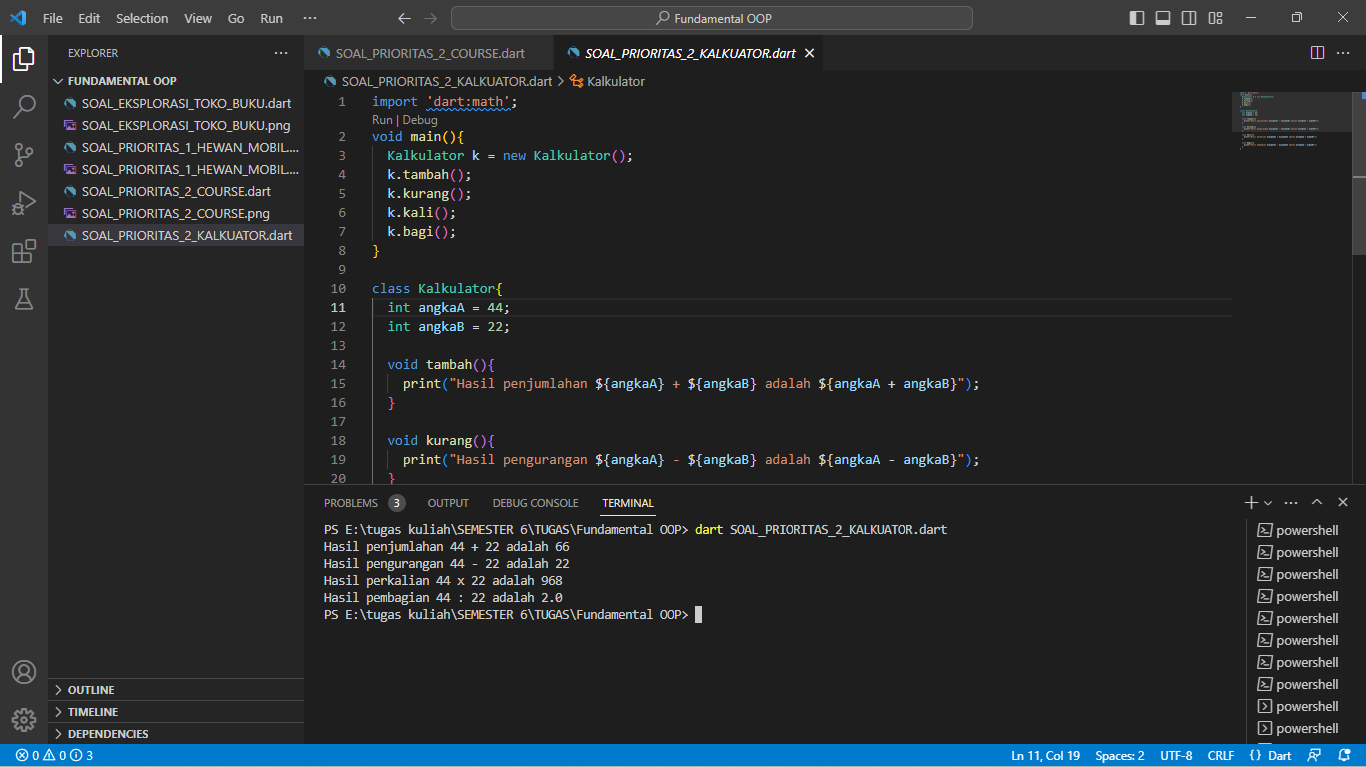 File Edit Selection View Go Run ··· Fundamental OOP
EXPLORER ···
FUNDAMENTAL OOP
SOAL_EKSPLORASI_TOKO_BUKU.dart
SOAL_EKSPLORASI_TOKO_BUKU.png
SOAL_PRIORITAS_1_HEWAN_MOBIL....
SOAL_PRIORITAS_1_HEWAN_MOBIL....
SOAL_PRIORITAS_2_COURSE.dart
SOAL_PRIORITAS_2_COURSE.png
SOAL_PRIORITAS_2_KALKUATOR.dart
OUTLINE
TIMELINE
DEPENDENCIES
SOAL_PRIORITAS_2_COURSE.dart SOAL_PRIORITAS_2_KALKUATOR.dart
SOAL_PRIORITAS_2_KALKUATOR.dart > Kalkulator
1 import 'dart:math';
Run | Debug
2 void main(){
3 Kalkulator k = new Kalkulator();
4 k.tambah();
5 k.kurang();
6 k.kali();
7 k.bagi();
8 }
9
10 class Kalkulator{
11 int angkaA = 44;
12 int angkaB = 22;
13
14 void tambah(){
15 print("Hasil penjumlahan ${angkaA} + ${angkaB} adalah ${angkaA + angkaB}");
16 }
17
18 void kurang(){
19 print("Hasil pengurangan ${angkaA} - ${angkaB} adalah ${angkaA - angkaB}");
20 }
PROBLEMS 3 OUTPUT DEBUG CONSOLE TERMINAL
PS E:\tugas kuliah\SEMESTER 6\TUGAS\Fundamental OOP> dart SOAL_PRIORITAS_2_KALKUATOR.dart
Hasil penjumlahan 44 + 22 adalah 66
Hasil pengurangan 44 - 22 adalah 22
Hasil perkalian 44 x 22 adalah 968
Hasil pembagian 44 : 22 adalah 2.0
PS E:\tugas kuliah\SEMESTER 6\TUGAS\Fundamental OOP>
powershell
powershell
powershell
powershell
powershell
powershell
powershell
powershell
powershell
powershell
0 0 3 Ln 11, Col 19 Spaces: 2 UTF-8 CRLF {} Dart